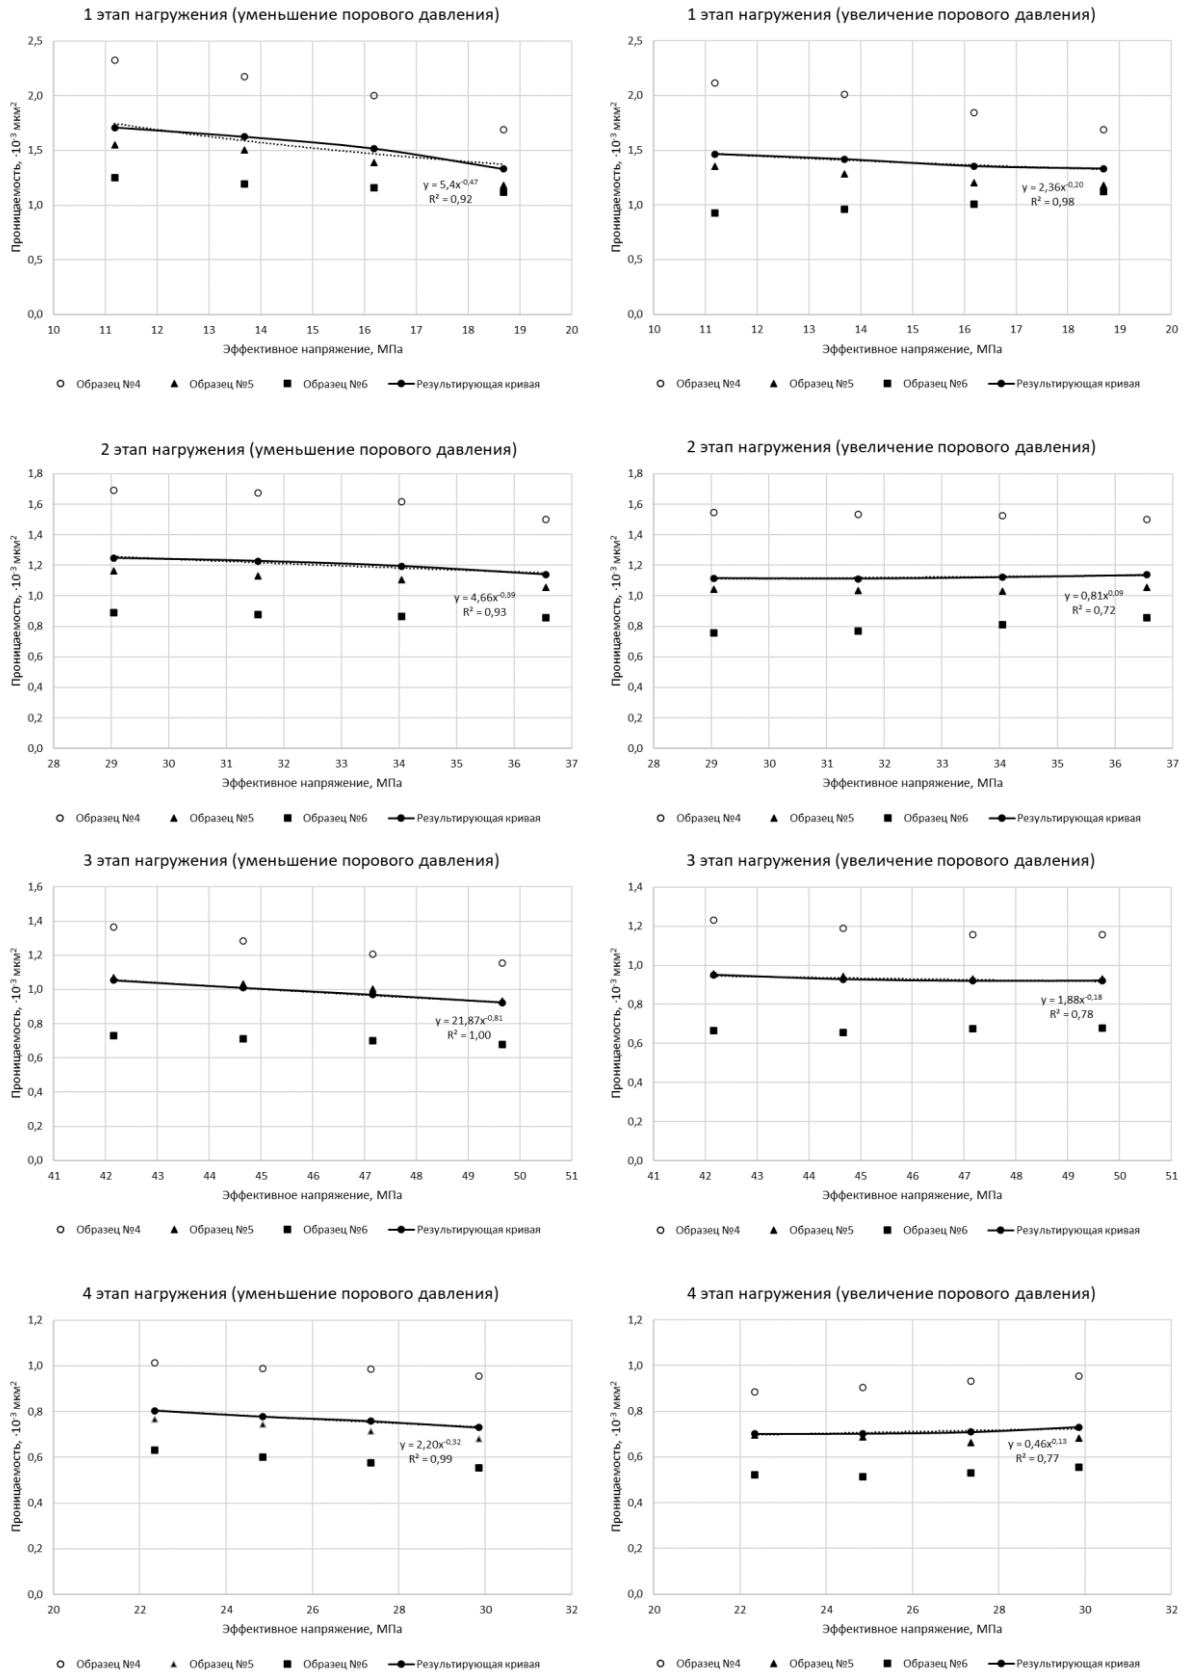 1 этап нагружения (уменьшение порового давления)
2,5
2,0
1,5
1,0
0,5
0,0
Проницаемость, ·10⁻³ мкм²
y = 5,4x⁻⁰·⁴⁷
R² = 0,92
10 11 12 13 14 15 16 17 18 19 20
Эффективное напряжение, МПа
Образец №4 Образец №5 Образец №6 Результирующая кривая
1 этап нагружения (увеличение порового давления)
2,5
2,0
1,5
1,0
0,5
0,0
Проницаемость, ·10⁻³ мкм²
y = 2,36x⁻⁰·²⁰
R² = 0,98
10 11 12 13 14 15 16 17 18 19 20
Эффективное напряжение, МПа
Образец №4 Образец №5 Образец №6 Результирующая кривая
2 этап нагружения (уменьшение порового давления)
1,8
1,6
1,4
1,2
1,0
0,8
0,6
0,4
0,2
0,0
Проницаемость, ·10⁻³ мкм²
y = 4,66x⁻⁰·³⁹
R² = 0,93
28 29 30 31 32 33 34 35 36 37
Эффективное напряжение, МПа
Образец №4 Образец №5 Образец №6 Результирующая кривая
2 этап нагружения (увеличение порового давления)
1,8
1,6
1,4
1,2
1,0
0,8
0,6
0,4
0,2
0,0
Проницаемость, ·10⁻³ мкм²
y = 0,81x⁰·⁰⁹
R² = 0,72
28 29 30 31 32 33 34 35 36 37
Эффективное напряжение, МПа
Образец №4 Образец №5 Образец №6 Результирующая кривая
3 этап нагружения (уменьшение порового давления)
1,6
1,4
1,2
1,0
0,8
0,6
0,4
0,2
0,0
Проницаемость, ·10⁻³ мкм²
y = 21,87x⁻⁰·⁸¹
R² = 1,00
41 42 43 44 45 46 47 48 49 50 51
Эффективное напряжение, МПа
Образец №4 Образец №5 Образец №6 Результирующая кривая
3 этап нагружения (увеличение порового давления)
1,4
1,2
1,0
0,8
0,6
0,4
0,2
0,0
Проницаемость, ·10⁻³ мкм²
y = 1,88x⁻⁰·¹⁸
R² = 0,78
41 42 43 44 45 46 47 48 49 50 51
Эффективное напряжение, МПа
Образец №4 Образец №5 Образец №6 Результирующая кривая
4 этап нагружения (уменьшение порового давления)
1,2
1,0
0,8
0,6
0,4
0,2
0,0
Проницаемость, ·10⁻³ мкм²
y = 2,20x⁻⁰·³²
R² = 0,99
20 22 24 26 28 30 32
Эффективное напряжение, МПа
Образец №4 Образец №5 Образец №6 Результирующая кривая
4 этап нагружения (увеличение порового давления)
1,2
1,0
0,8
0,6
0,4
0,2
0,0
Проницаемость, ·10⁻³ мкм²
y = 0,46x⁰·¹³
R² = 0,77
20 22 24 26 28 30 32
Эффективное напряжение, МПа
Образец №4 Образец №5 Образец №6 Результирующая кривая